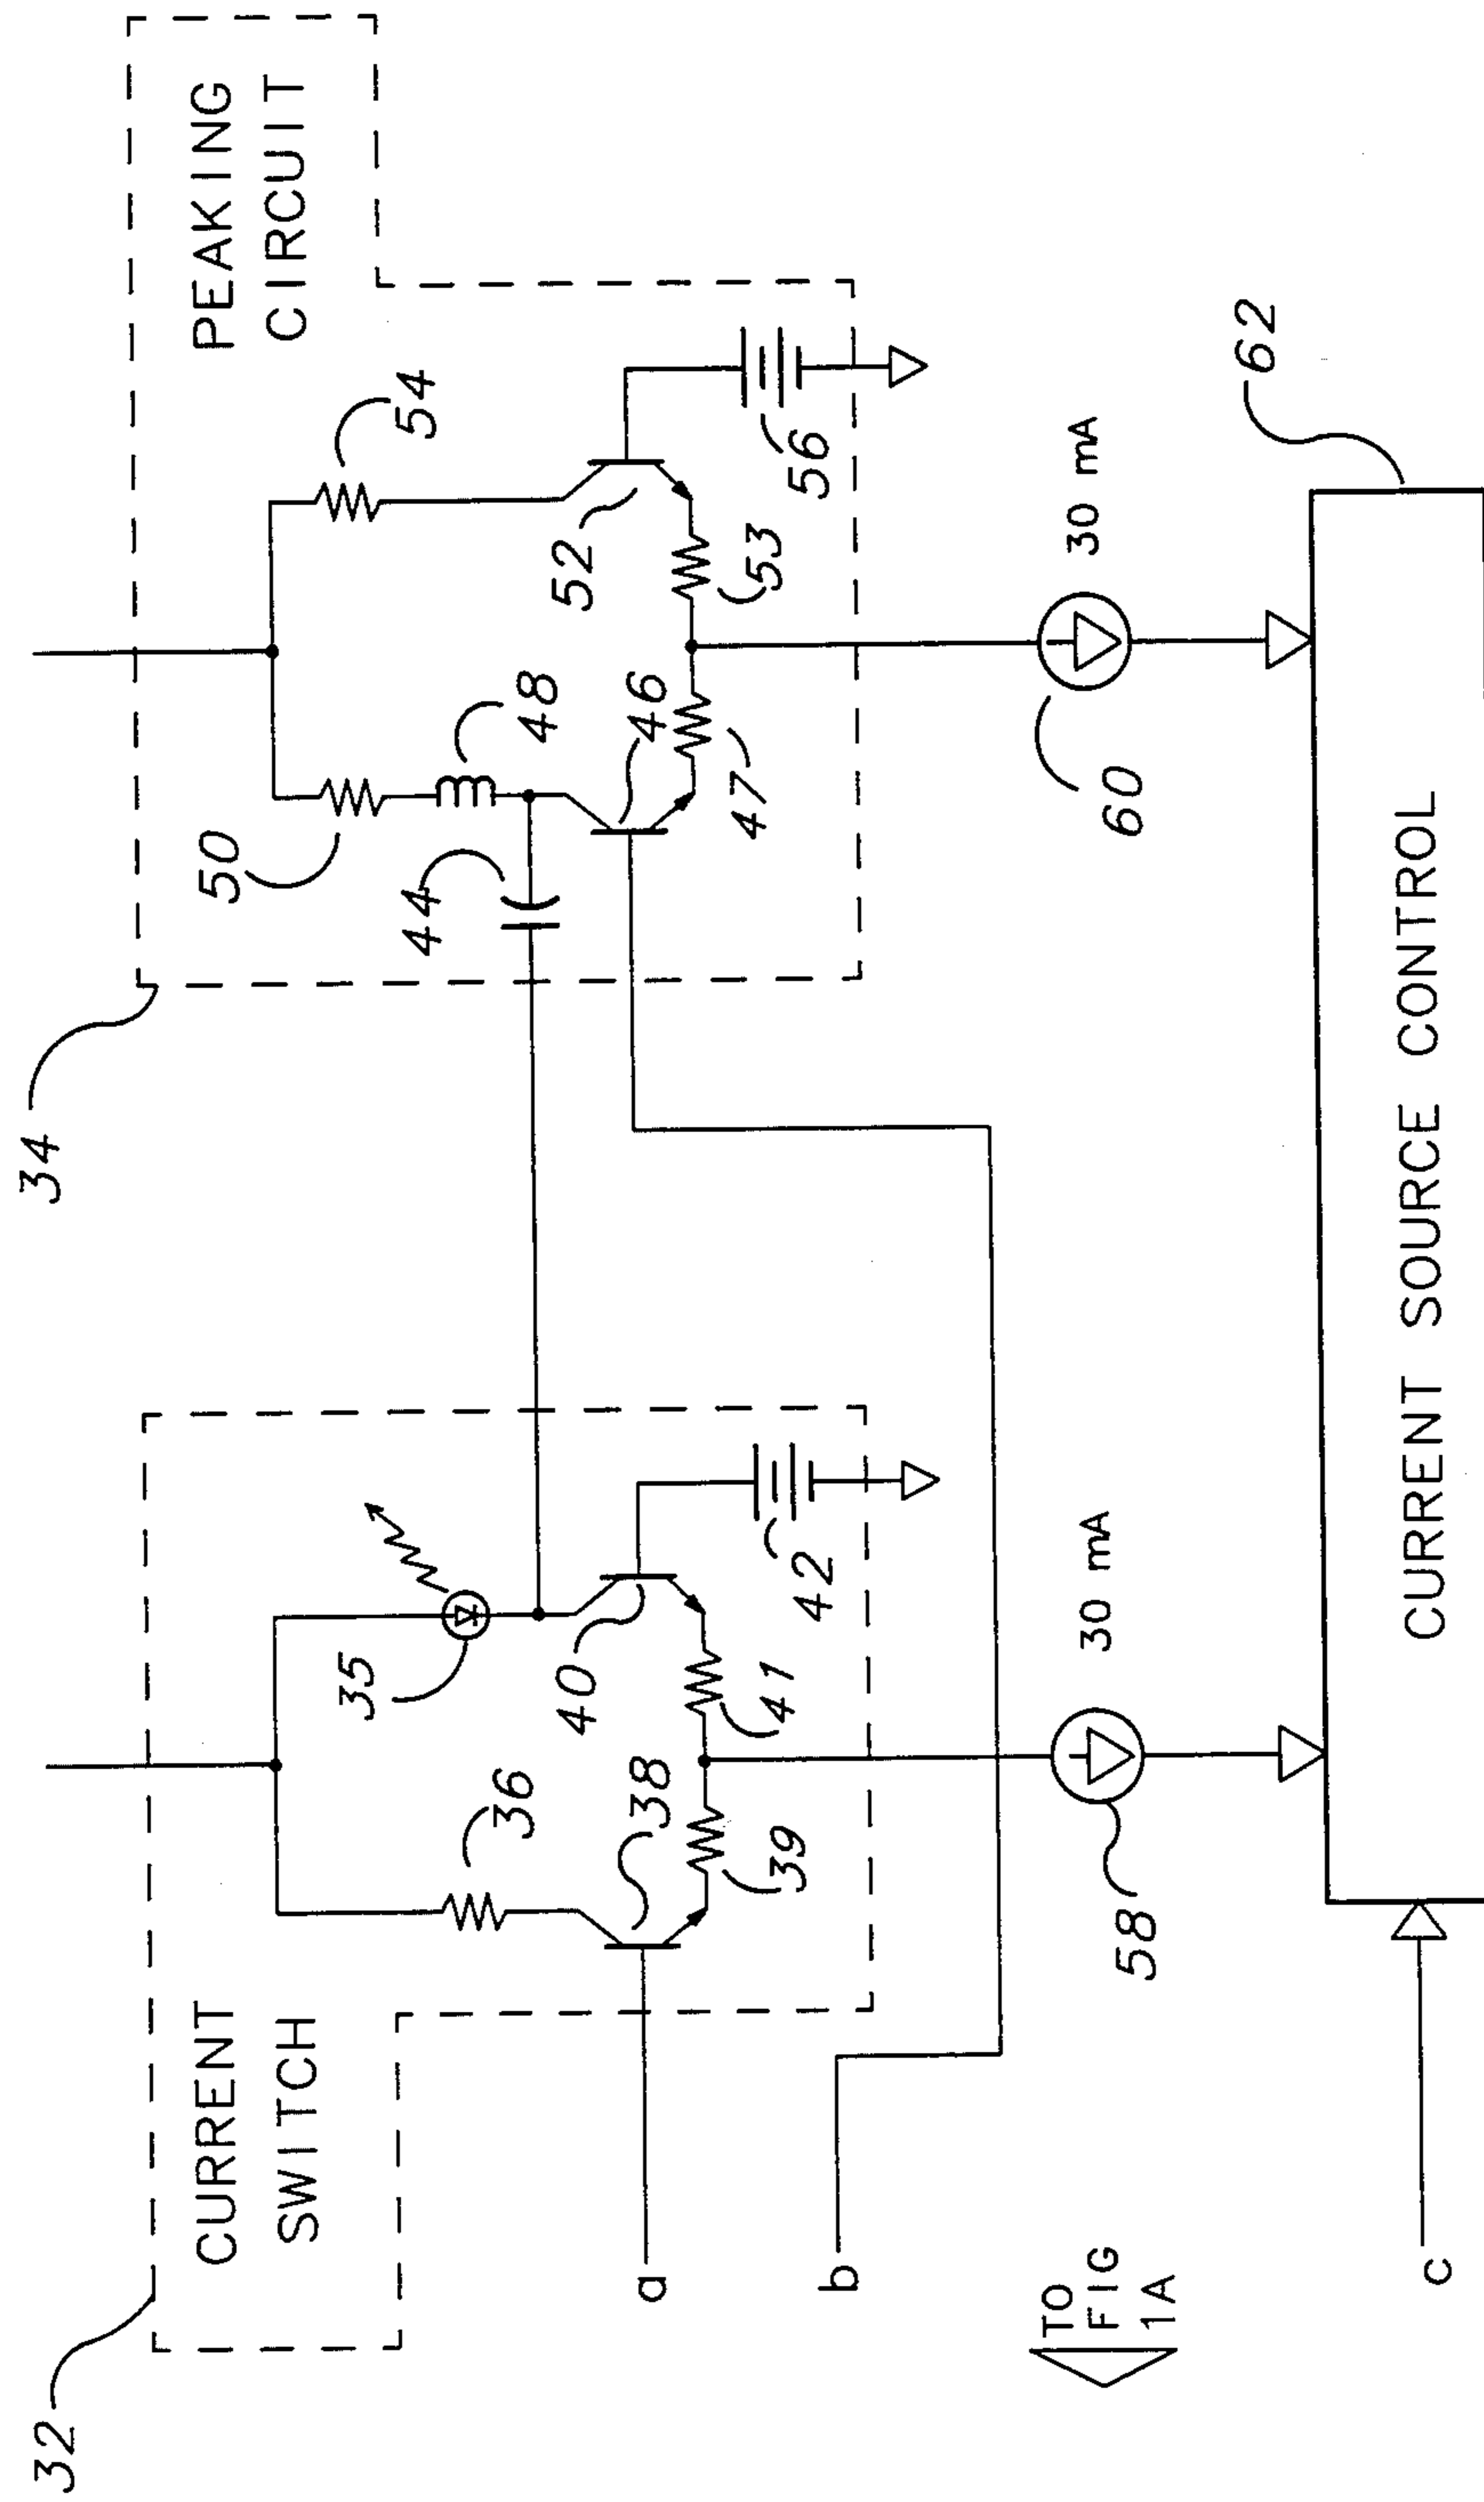 32
CURRENT
SWITCH
34
PEAKING
CIRCUIT
36
35
50
48
54
44
38
40
46
52
39
41
42
47
53
56
a
b
TO
FIG
1A
58
30 mA
60
30 mA
62
c
CURRENT SOURCE CONTROL